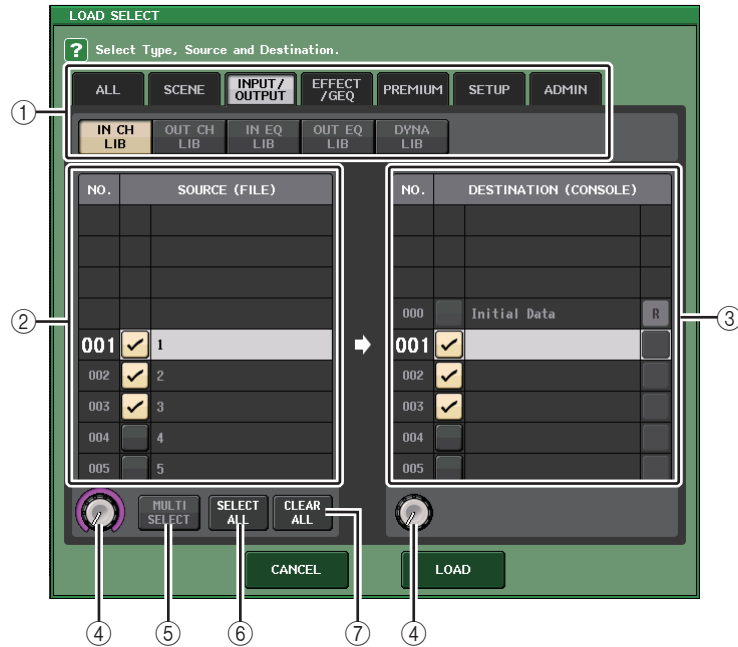 LOAD SELECT
? Select Type, Source and Destination.
ALL SCENE INPUT/ OUTPUT EFFECT /GEQ PREMIUM SETUP ADMIN
①
IN CH LIB OUT CH LIB IN EQ LIB OUT EQ LIB DYNA LIB
NO. SOURCE (FILE) NO. DESTINATION (CONSOLE)
② 000 Initial Data R ③
001 1 001
002 2 002
003 3 003
004 4 004
005 5 005
MULTI SELECT SELECT ALL CLEAR ALL
CANCEL LOAD
④ ⑤ ⑥ ⑦ ④